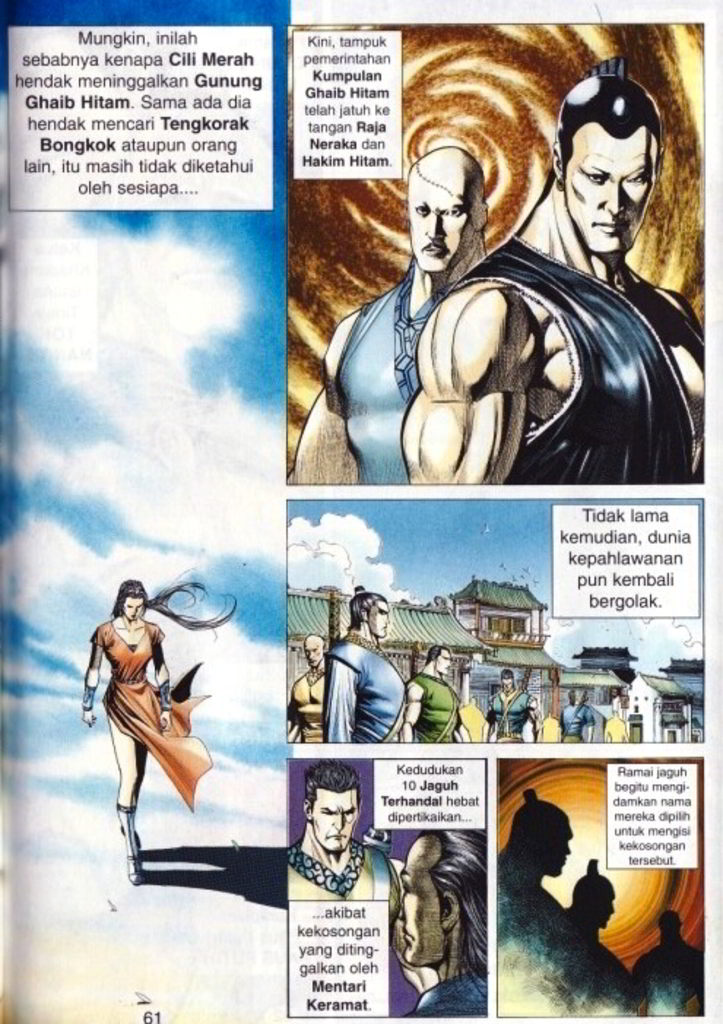 Mungkin, inilah
sebabnya kenapa Cili Merah
hendak meninggalkan Gunung
Ghaib Hitam. Sama ada dia
hendak mencari Tengkorak
Bongkok ataupun orang
lain, itu masih tidak diketahui
oleh sesiapa....
Kini, tampuk
pemerintahan
Kumpulan
Ghaib Hitam
telah jatuh ke
tangan Raja
Neraka dan
Hakim Hitam.
Tidak lama
kemudian, dunia
kepahlawanan
pun kembali
bergolak.
Kedudukan
10 Jaguh
Terhandal hebat
dipertikaikan...
...akibat
kekosongan
yang diting-
galkan oleh
Mentari
Keramat.
Ramai jaguh
begitu mengi-
damkan nama
mereka dipilih
untuk mengisi
kekosongan
tersebut.
61